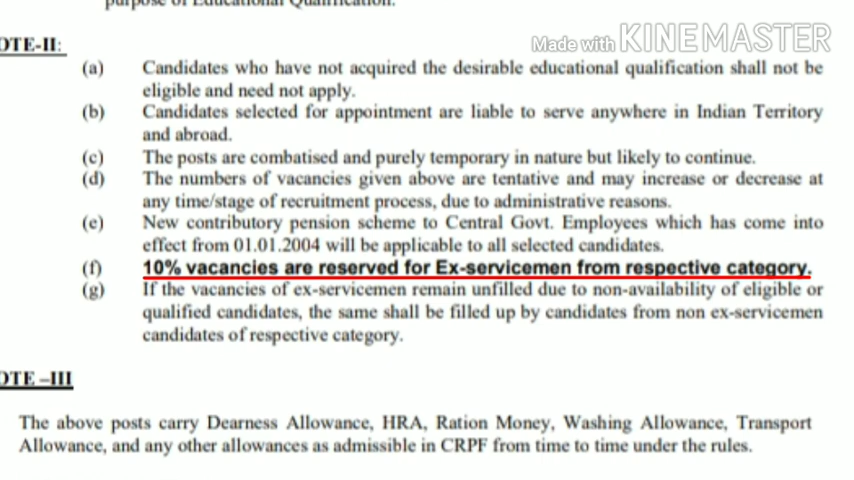 purpose of Educational Qualification.
Made with KINEMASTER
OTE-II:
(a) Candidates who have not acquired the desirable educational qualification shall not be
eligible and need not apply.
(b) Candidates selected for appointment are liable to serve anywhere in Indian Territory
and abroad.
(c) The posts are combatised and purely temporary in nature but likely to continue.
(d) The numbers of vacancies given above are tentative and may increase or decrease at
any time/stage of recruitment process, due to administrative reasons.
(e) New contributory pension scheme to Central Govt. Employees which has come into
effect from 01.01.2004 will be applicable to all selected candidates.
(f) 10% vacancies are reserved for Ex-servicemen from respective category.
(g) If the vacancies of ex-servicemen remain unfilled due to non-availability of eligible or
qualified candidates, the same shall be filled up by candidates from non ex-servicemen
candidates of respective category.
OTE –III
The above posts carry Dearness Allowance, HRA, Ration Money, Washing Allowance, Transport
Allowance, and any other allowances as admissible in CRPF from time to time under the rules.